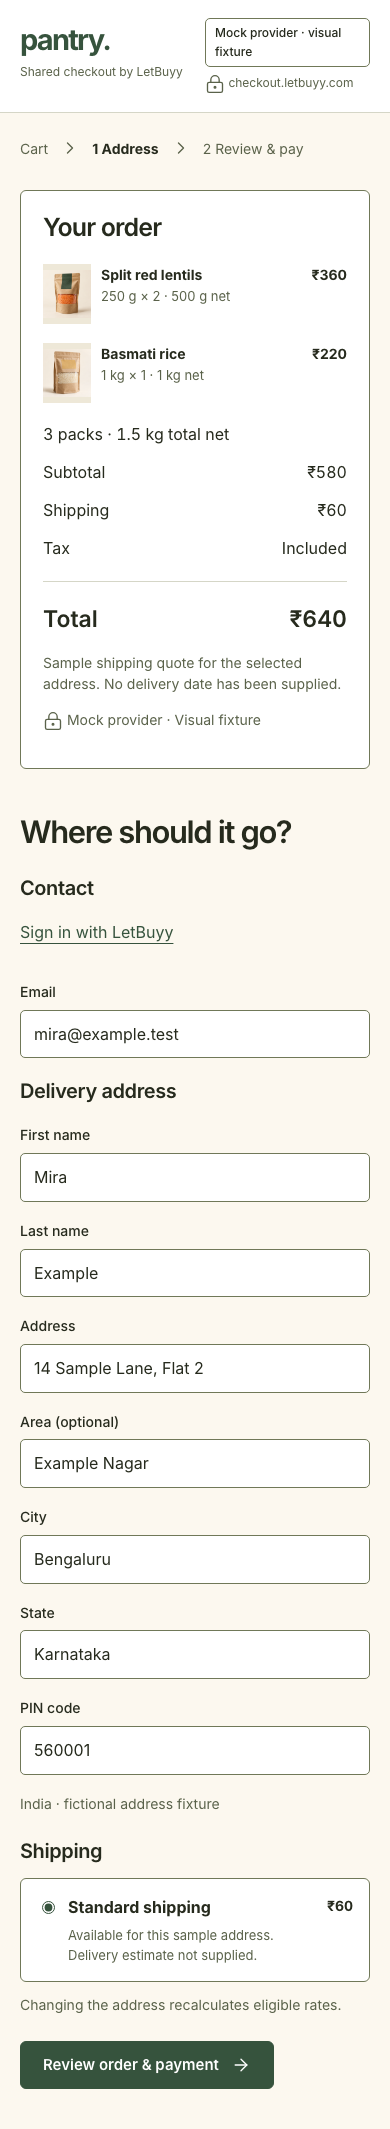 pantry.
Shared checkout by LetBuyy
Mock provider · visual
fixture
checkout.letbuyy.com
Cart > 1 Address > 2 Review & pay
Your order
Split red lentils ₹360
250 g × 2 · 500 g net
Basmati rice ₹220
1 kg × 1 · 1 kg net
3 packs · 1.5 kg total net
Subtotal ₹580
Shipping ₹60
Tax Included
Total ₹640
Sample shipping quote for the selected
address. No delivery date has been supplied.
Mock provider · Visual fixture
Where should it go?
Contact
Sign in with LetBuyy
Email
mira@example.test
Delivery address
First name
Mira
Last name
Example
Address
14 Sample Lane, Flat 2
Area (optional)
Example Nagar
City
Bengaluru
State
Karnataka
PIN code
560001
India · fictional address fixture
Shipping
Standard shipping ₹60
Available for this sample address.
Delivery estimate not supplied.
Changing the address recalculates eligible rates.
Review order & payment →